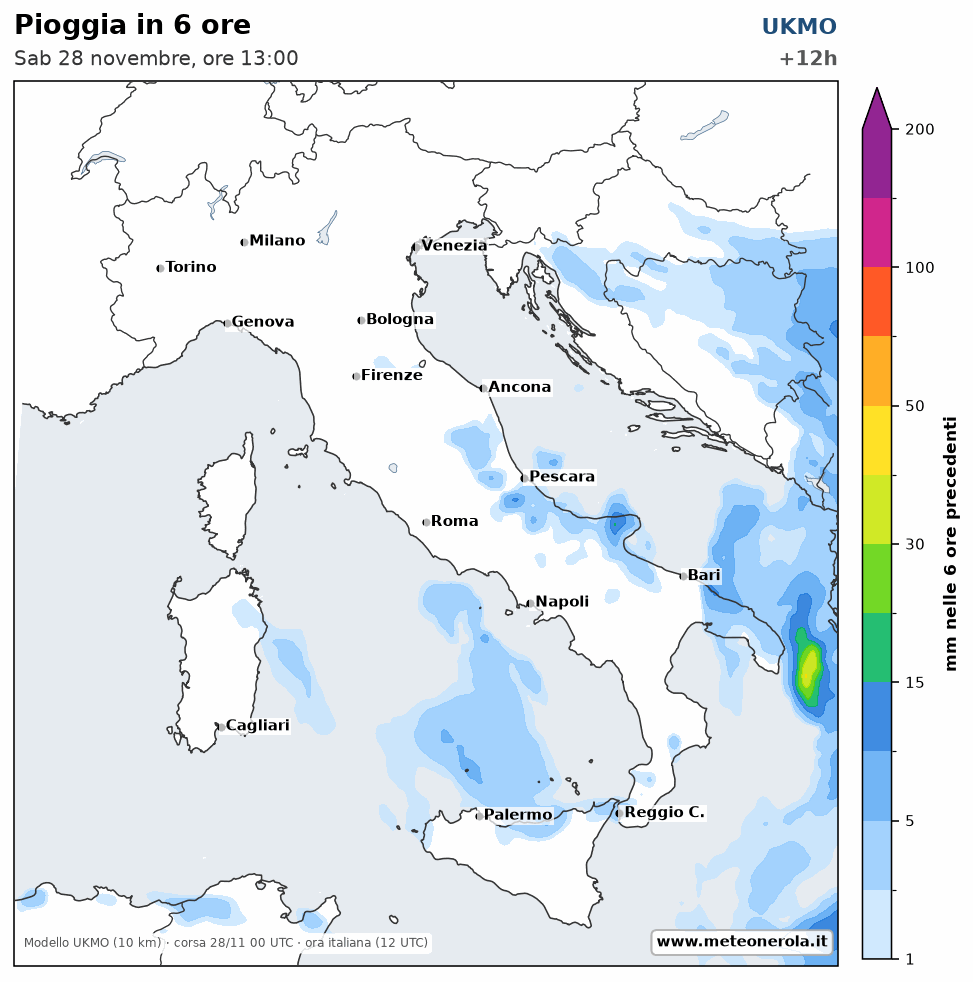 Pioggia in 6 ore
UKMO
Sab 28 novembre, ore 13:00
+12h
200
100
50
30
15
5
1
mm nelle 6 ore precedenti
Milano
Venezia
Torino
Genova
Bologna
Firenze
Ancona
Pescara
Roma
Bari
Napoli
Cagliari
Palermo
Reggio C.
Modello UKMO (10 km) · corsa 28/11 00 UTC · ora italiana (12 UTC)
www.meteonerola.it